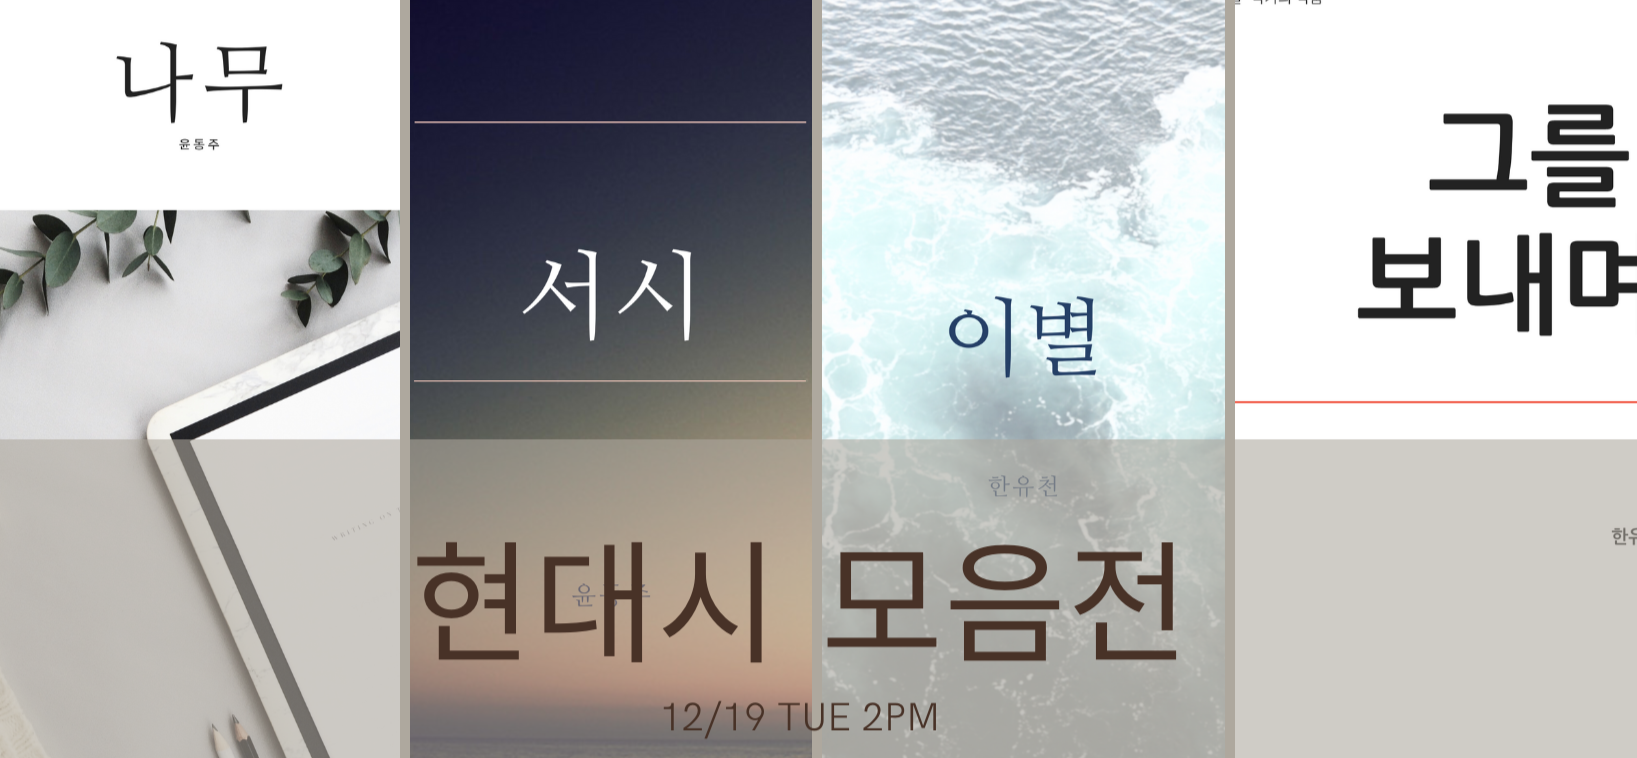 나무
윤동주
서시
이별
한유천
그를
보내며
현대시 모음전
12/19 TUE 2PM